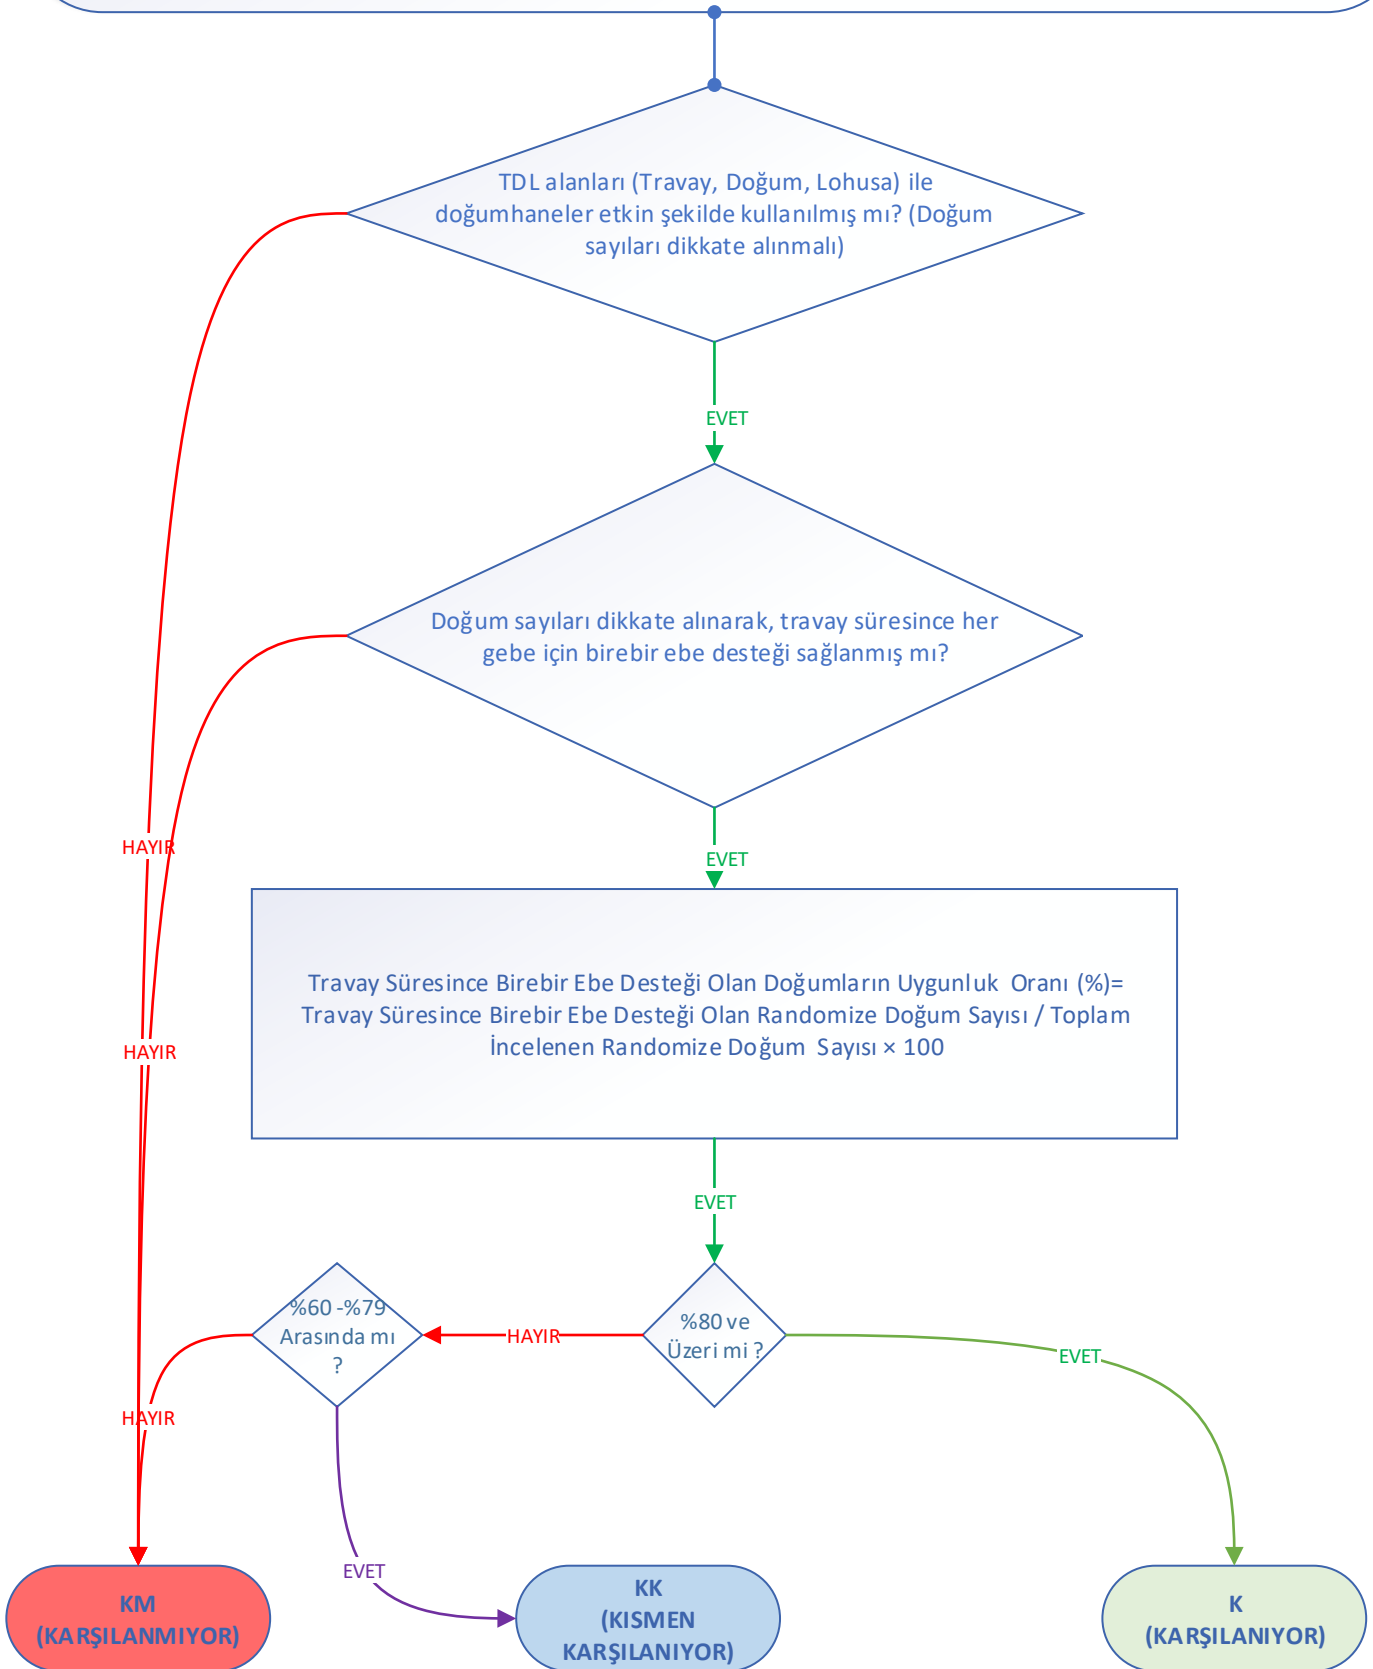 TDL alanları (Travay, Doğum, Lohusa) ile
doğumhaneler etkin şekilde kullanılmış mı? (Doğum
sayıları dikkate alınmalı)
EVET
Doğum sayıları dikkate alınarak, travay süresince her
gebe için birebir ebe desteği sağlanmış mı?
HAYIR
EVET
Travay Süresince Birebir Ebe Desteği Olan Doğumların Uygunluk Oranı (%)=
Travay Süresince Birebir Ebe Desteği Olan Randomize Doğum Sayısı / Toplam
İncelenen Randomize Doğum Sayısı × 100
HAYIR
EVET
%60 -%79
Arasında mı
?
HAYIR
%80 ve
Üzeri mi ?
EVET
HAYIR
EVET
KM
(KARŞILANMIYOR)
KK
(KISMEN
KARŞILANIYOR)
K
(KARŞILANIYOR)